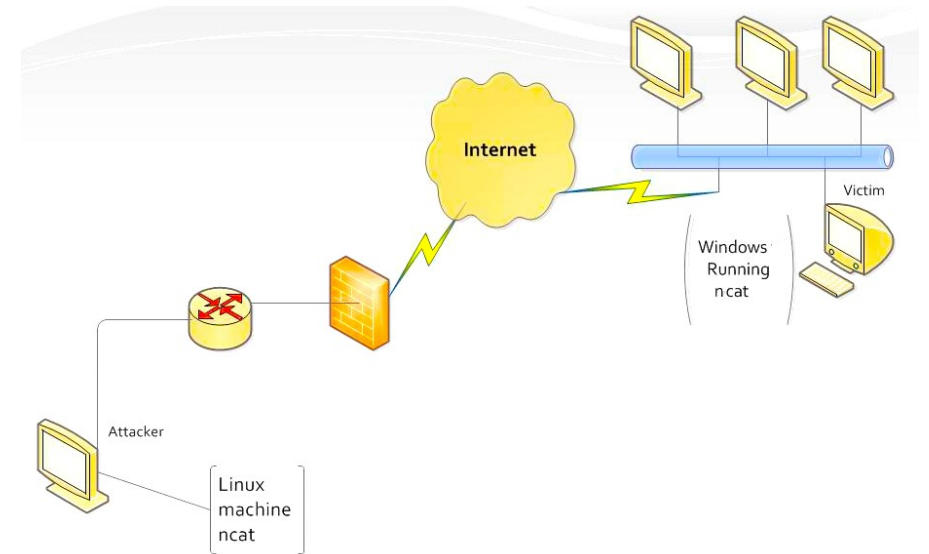 Internet
Victim
Windows
Running
ncat
Attacker
Linux
machine
ncat